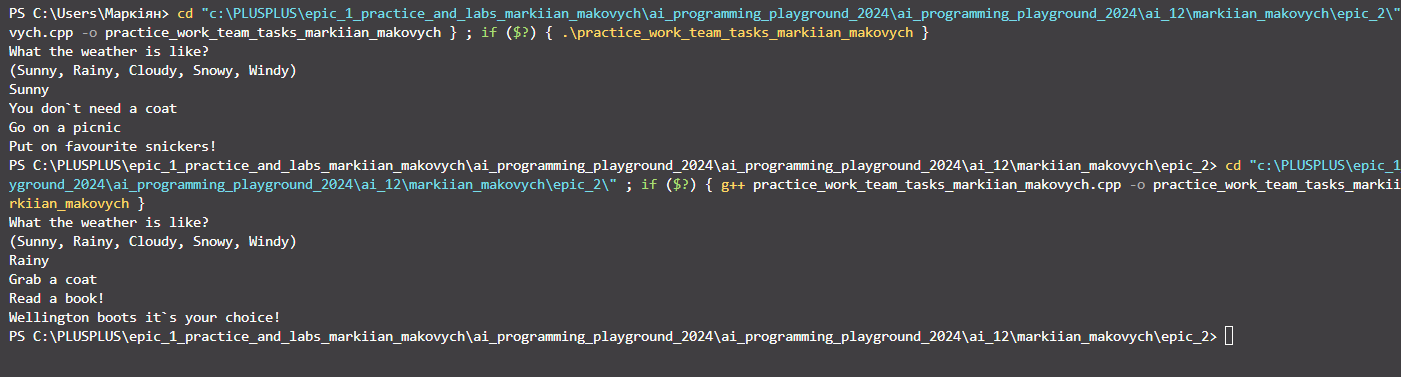 PS C:\Users\Маркіян> cd "c:\PLUSPLUS\epic_1_practice_and_labs_markiian_makovych\ai_programming_playground_2024\ai_programming_playground_2024\ai_12\markiian_makovych\epic_2\"
vych.cpp -o practice_work_team_tasks_markiian_makovych } ; if ($?) { .\practice_work_team_tasks_markiian_makovych }
What the weather is like?
(Sunny, Rainy, Cloudy, Snowy, Windy)
Sunny
You don`t need a coat
Go on a picnic
Put on favourite snickers!
PS C:\PLUSPLUS\epic_1_practice_and_labs_markiian_makovych\ai_programming_playground_2024\ai_programming_playground_2024\ai_12\markiian_makovych\epic_2> cd "c:\PLUSPLUS\epic_1
yground_2024\ai_programming_playground_2024\ai_12\markiian_makovych\epic_2\" ; if ($?) { g++ practice_work_team_tasks_markiian_makovych.cpp -o practice_work_team_tasks_markii
rkiian_makovych }
What the weather is like?
(Sunny, Rainy, Cloudy, Snowy, Windy)
Rainy
Grab a coat
Read a book!
Wellington boots it`s your choice!
PS C:\PLUSPLUS\epic_1_practice_and_labs_markiian_makovych\ai_programming_playground_2024\ai_programming_playground_2024\ai_12\markiian_makovych\epic_2>